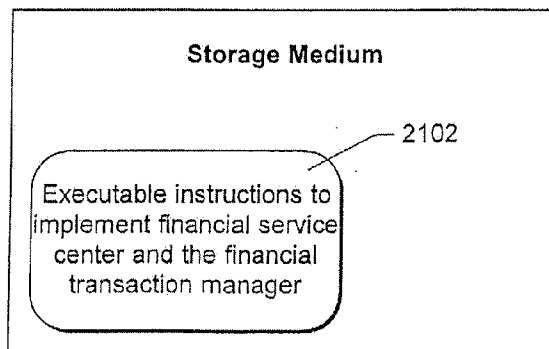 Storage Medium
2102
Executable instructions to
implement financial service
center and the financial
transaction manager